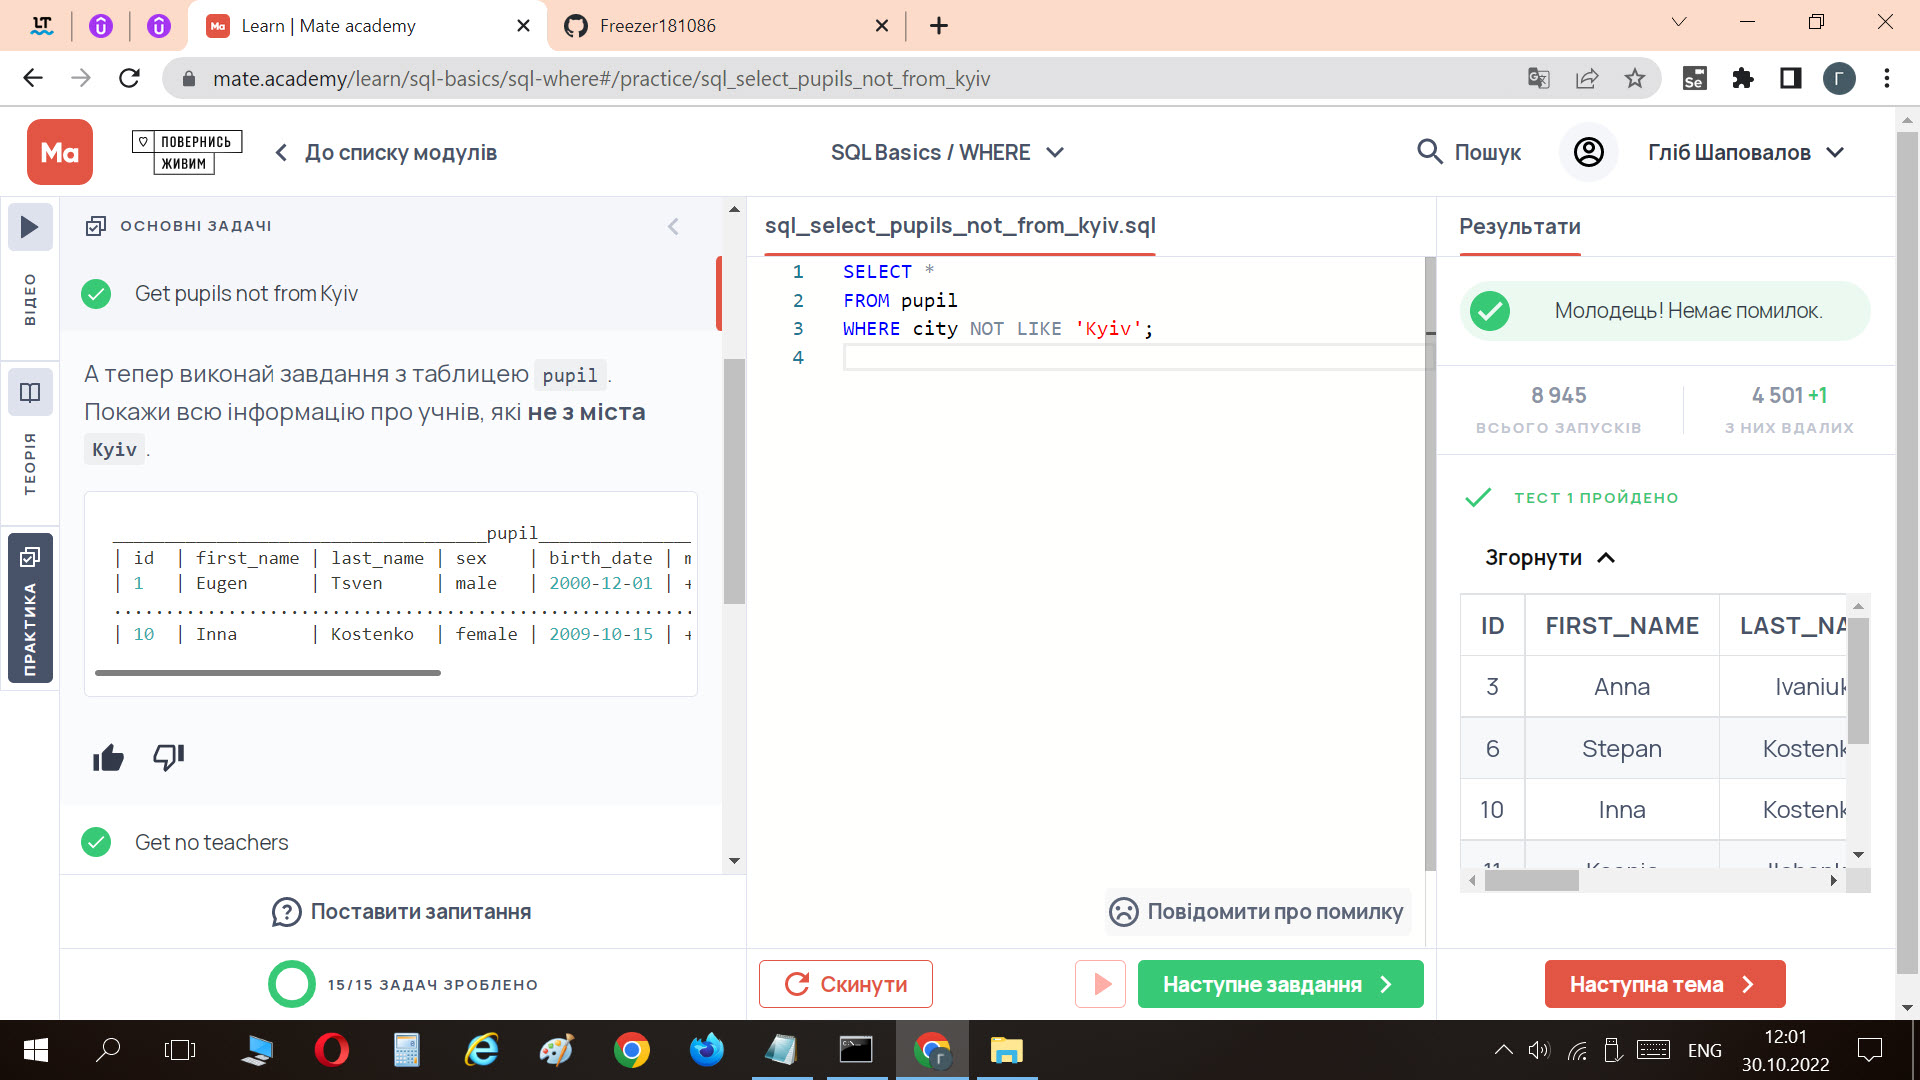 Learn | Mate academy
Freezer181086
mate.academy/learn/sql-basics/sql-where#/practice/sql_select_pupils_not_from_kyiv
Ma
ПОВЕРНИСЬ
ЖИВИМ
До списку модулів
SQL Basics / WHERE
Пошук
Гліб Шаповалов
ВІДЕО
ТЕОРІЯ
ПРАКТИКА
ОСНОВНІ ЗАДАЧІ
Get pupils not from Kyiv
А тепер виконай завдання з таблицею pupil.
Покажи всю інформацію про учнів, які не з міста
Kyiv.
____________________________________pupil_______________
| id | first_name | last_name | sex | birth_date | m
| 1 | Eugen | Tsven | male | 2000-12-01 | +
........................................................
| 10 | Inna | Kostenko | female | 2009-10-15 | +
Get no teachers
Поставити запитання
15/15 ЗАДАЧ ЗРОБЛЕНО
sql_select_pupils_not_from_kyiv.sql
1 SELECT *
2 FROM pupil
3 WHERE city NOT LIKE 'Kyiv';
4
Повідомити про помилку
Скинути
Наступне завдання
Результати
Молодець! Немає помилок.
8 945
ВСЬОГО ЗАПУСКІВ
4 501 +1
З НИХ ВДАЛИХ
ТЕСТ 1 ПРОЙДЕНО
Згорнути
ID FIRST_NAME LAST_NA
3 Anna Ivaniuk
6 Stepan Kostenk
10 Inna Kostenk
Наступна тема
ENG
12:01
30.10.2022